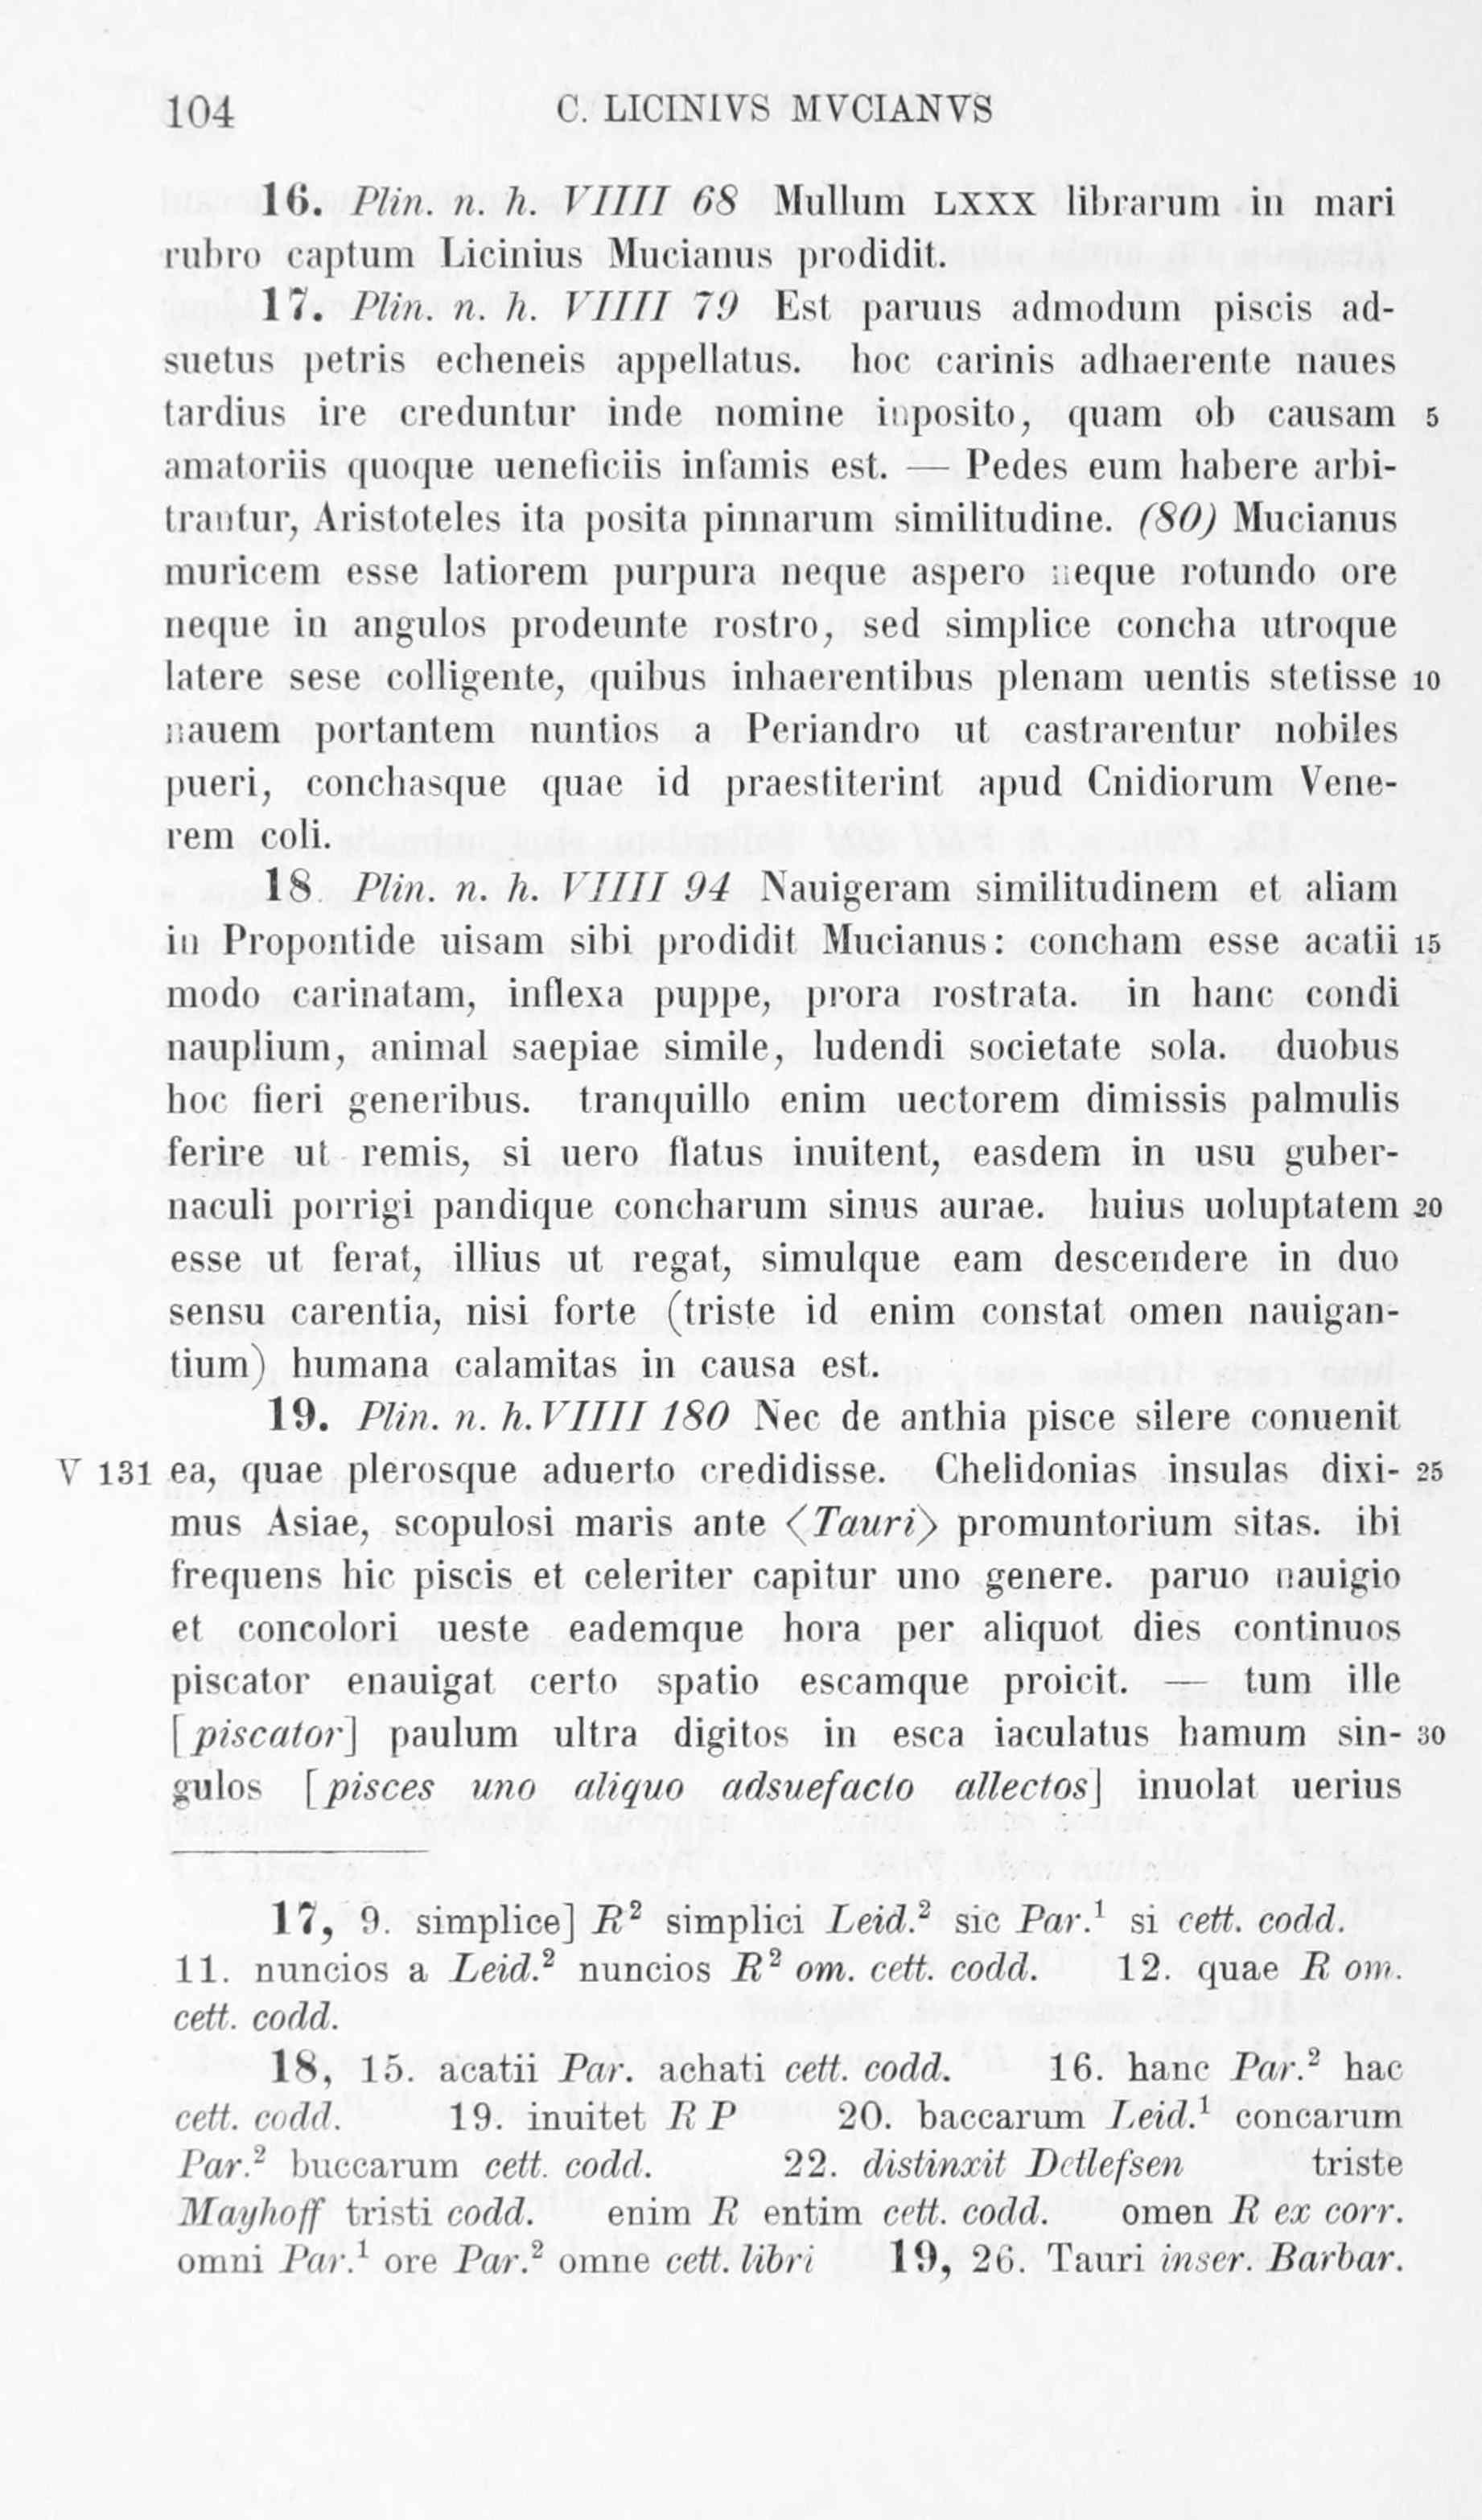 104 C. LICINIVS MVCIANVS
16. Plin. n. h. VIIII 68 Mullum LXXX librarum in mari
rubro captum Licinius Mucianus prodidit.
17. Plin. n. h. VIIII 79 Est paruus admodum piscis ad-
suetus petris echeneis appellatus. hoc carinis adhaerente naues
tardius ire creduntur inde nomine inposito, quam ob causam 5
amatoriis quoque ueneficiis infamis est. — Pedes eum habere arbi-
trantur, Aristoteles ita posita pinnarum similitudine. (80) Mucianus
muricem esse latiorem purpura neque aspero neque rotundo ore
neque in angulos prodeunte rostro, sed simplice concha utroque
latere sese colligente, quibus inhaerentibus plenam uentis stetisse 10
nauem portantem nuntios a Periandro ut castrarentur nobiles
pueri, conchasque quae id praestiterint apud Cnidiorum Vene-
rem coli.
18. Plin. n. h. VIIII 94 Nauigeram similitudinem et aliam
in Propontide uisam sibi prodidit Mucianus: concham esse acatii 15
modo carinatam, inflexa puppe, prora rostrata. in hanc condi
nauplium, animal saepiae simile, ludendi societate sola. duobus
hoc fieri generibus. tranquillo enim uectorem dimissis palmulis
ferire ut remis, si uero flatus inuitent, easdem in usu guber-
naculi porrigi pandique concharum sinus aurae. huius uoluptatem 20
esse ut ferat, illius ut regat, simulque eam descendere in duo
sensu carentia, nisi forte (triste id enim constat omen nauigan-
tium) humana calamitas in causa est.
19. Plin. n. h. VIIII 180 Nec de anthia pisce silere conuenit
V 131 ea, quae plerosque aduerto credidisse. Chelidonias insulas dixi- 25
mus Asiae, scopulosi maris ante ⟨Tauri⟩ promuntorium sitas. ibi
frequens hic piscis et celeriter capitur uno genere. paruo nauigio
et concolori ueste eademque hora per aliquot dies continuos
piscator enauigat certo spatio escamque proicit. — tum ille
[piscator] paulum ultra digitos in esca iaculatus hamum sin- 30
gulos [pisces uno aliquo adsuefacto allectos] inuolat uerius
17, 9. simplice] R² simplici Leid.² sic Par.¹ si cett. codd.
11. nuncios a Leid.² nuncios R² om. cett. codd. 12. quae R om.
cett. codd.
18, 15. acatii Par. achati cett. codd. 16. hanc Par.² hac
cett. codd. 19. inuitet R P 20. baccarum Leid.¹ concarum
Par.² buccarum cett. codd. 22. distinxit Detlefsen triste
Mayhoff tristi codd. enim R entim cett. codd. omen R ex corr.
omni Par.¹ ore Par.² omne cett. libri 19, 26. Tauri inser. Barbar.